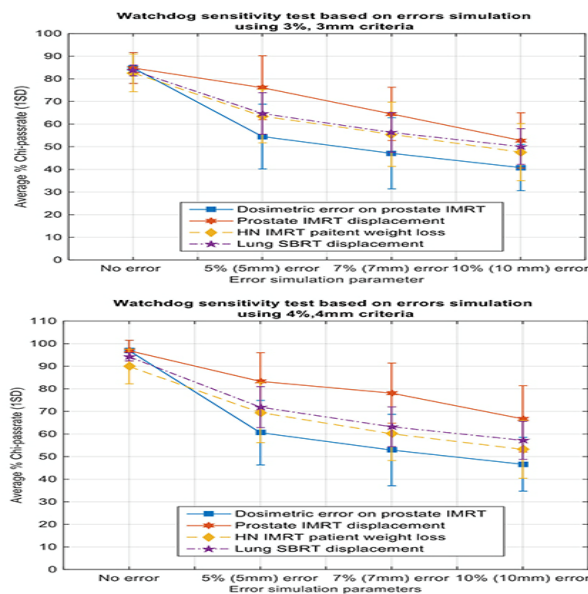 Watchdog sensitivity test based on errors simulation
using 3%, 3mm criteria
Average % Chi-passrate (1SD)
100
90
80
70
60
50
40
30
20
10
0
Dosimetric error on prostate IMRT
Prostate IMRT displacement
HN IMRT paitent weight loss
Lung SBRT displacement
No error 5% (5mm) error 7% (7mm) error 10% (10 mm) error
Error simulation parameter
Watchdog sensitivity test based on errors simulation
using 4%,4mm criteria
Average % Chi-passrate (1SD)
110
100
90
80
70
60
50
40
30
20
10
0
Dosimetric error on prostate IMRT
Prostate IMRT displacement
HN IMRT patient weight loss
Lung SBRT displacement
No error 5% (5mm) error 7% (7mm) error 10% (10mm) error
Error simulation parameters